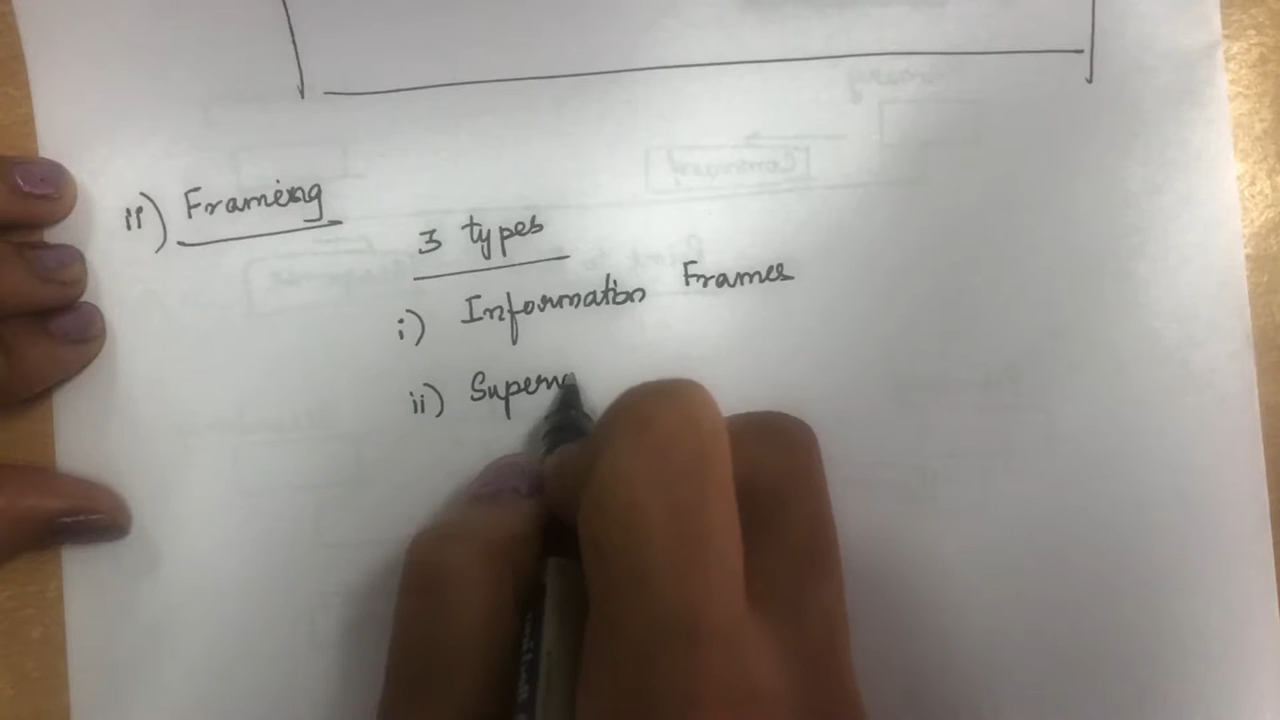 ii) Framing
3 types
i) Information Frames
ii) Superv